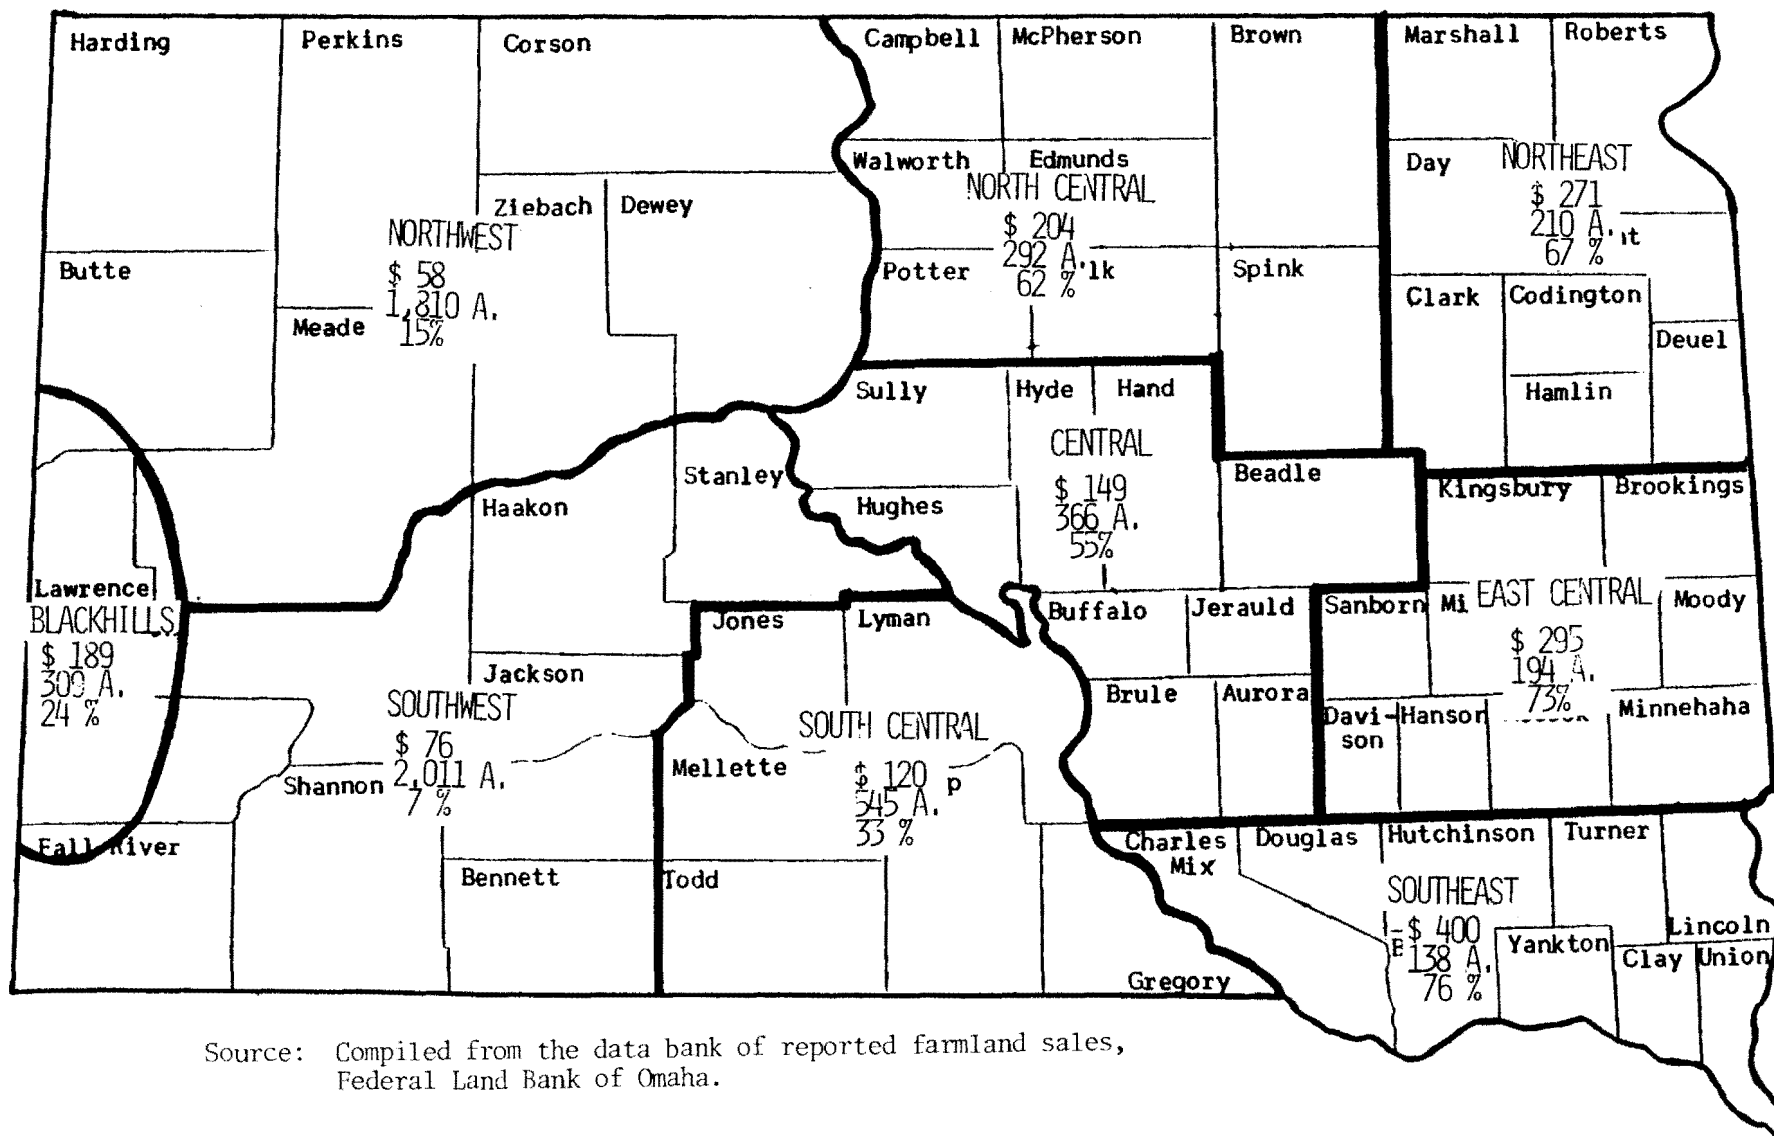 Harding
Perkins
Corson
Campbell
McPherson
Brown
Marshall
Roberts
Walworth
Edmunds
Day
NORTHEAST
$ 271
210 A.
67 %
it
NORTH CENTRAL
$ 204
292 A.
62 %
lk
Ziebach
Dewey
NORTHWEST
$ 58
1,810 A.
15%
Butte
Meade
Potter
Spink
Clark
Codington
Deuel
Hamlin
Sully
Hyde
Hand
CENTRAL
$ 149
366 A.
55%
Stanley
Haakon
Hughes
Beadle
Kingsbury
Brookings
Lawrence
BLACKHILLS
$ 189
309 A.
24 %
Jones
Lyman
Buffalo
Jerauld
Sanborn
Mi
EAST CENTRAL
$ 295
194 A.
73%
Moody
Jackson
SOUTHWEST
$ 76
2,011 A.
7 %
Shannon
SOUTH CENTRAL
$ 120
545 A.
33 %
p
Mellette
Brule
Aurora
Davi-
son
Hanson
Minnehaha
Fall River
Bennett
Todd
Charles
Mix
Douglas
Hutchinson
Turner
SOUTHEAST
$ 400
138 A.
76 %
Lincoln
Yankton
Clay
Union
Gregory
Source: Compiled from the data bank of reported farmland sales,
Federal Land Bank of Omaha.